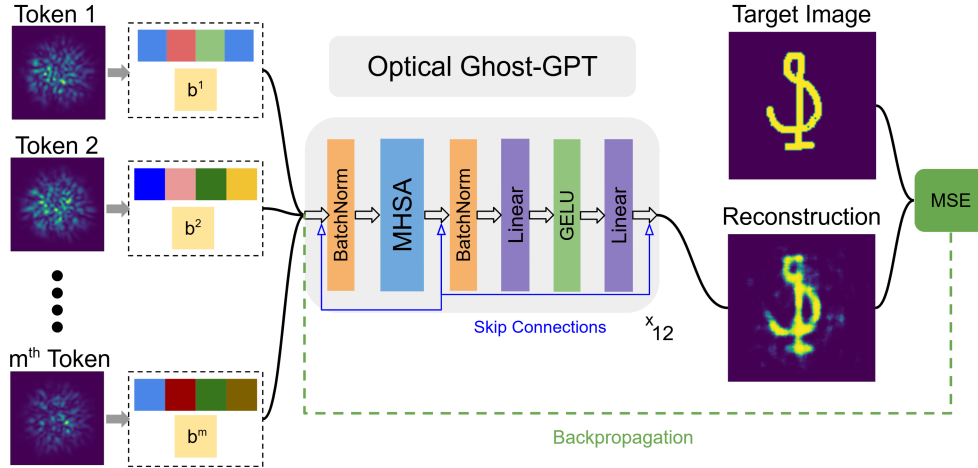 Token 1
b¹
Token 2
b²
mᵗʰ Token
bᵐ
Optical Ghost-GPT
BatchNorm
MHSA
BatchNorm
Linear
GELU
Linear
Skip Connections
x12
Target Image
Reconstruction
MSE
Backpropagation